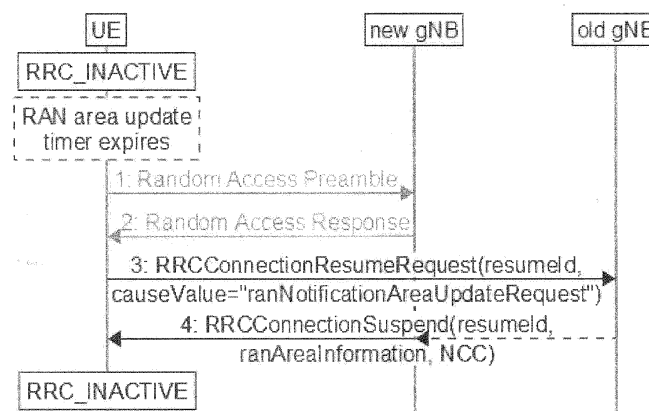 UE
new gNB
old gNB
RRC_INACTIVE
RAN area update
timer expires
1: Random Access Preamble
2: Random Access Response
3: RRCConnectionResumeRequest(resumeId,
causeValue="ranNotificationAreaUpdateRequest")
4: RRCConnectionSuspend(resumeId,
ranAreaInformation, NCC)
RRC_INACTIVE